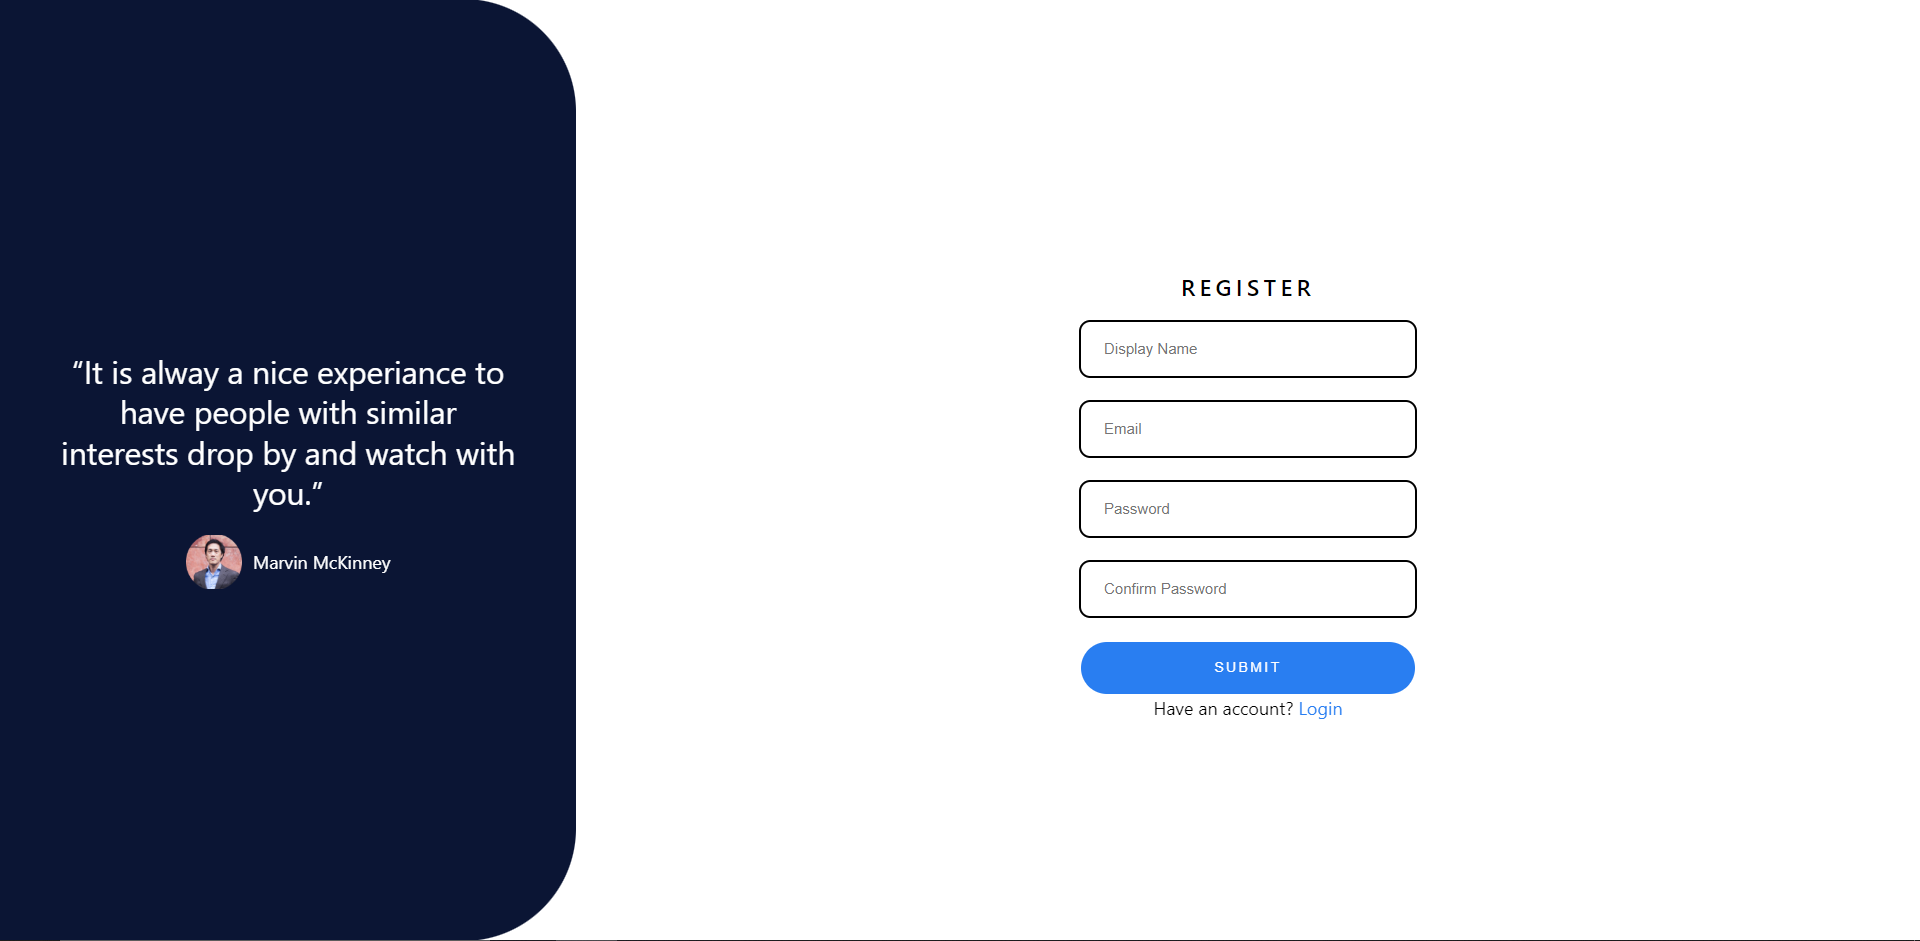 “It is alway a nice experiance to
have people with similar
interests drop by and watch with
you.”
Marvin McKinney
REGISTER
Display Name
Email
Password
Confirm Password
SUBMIT
Have an account? Login